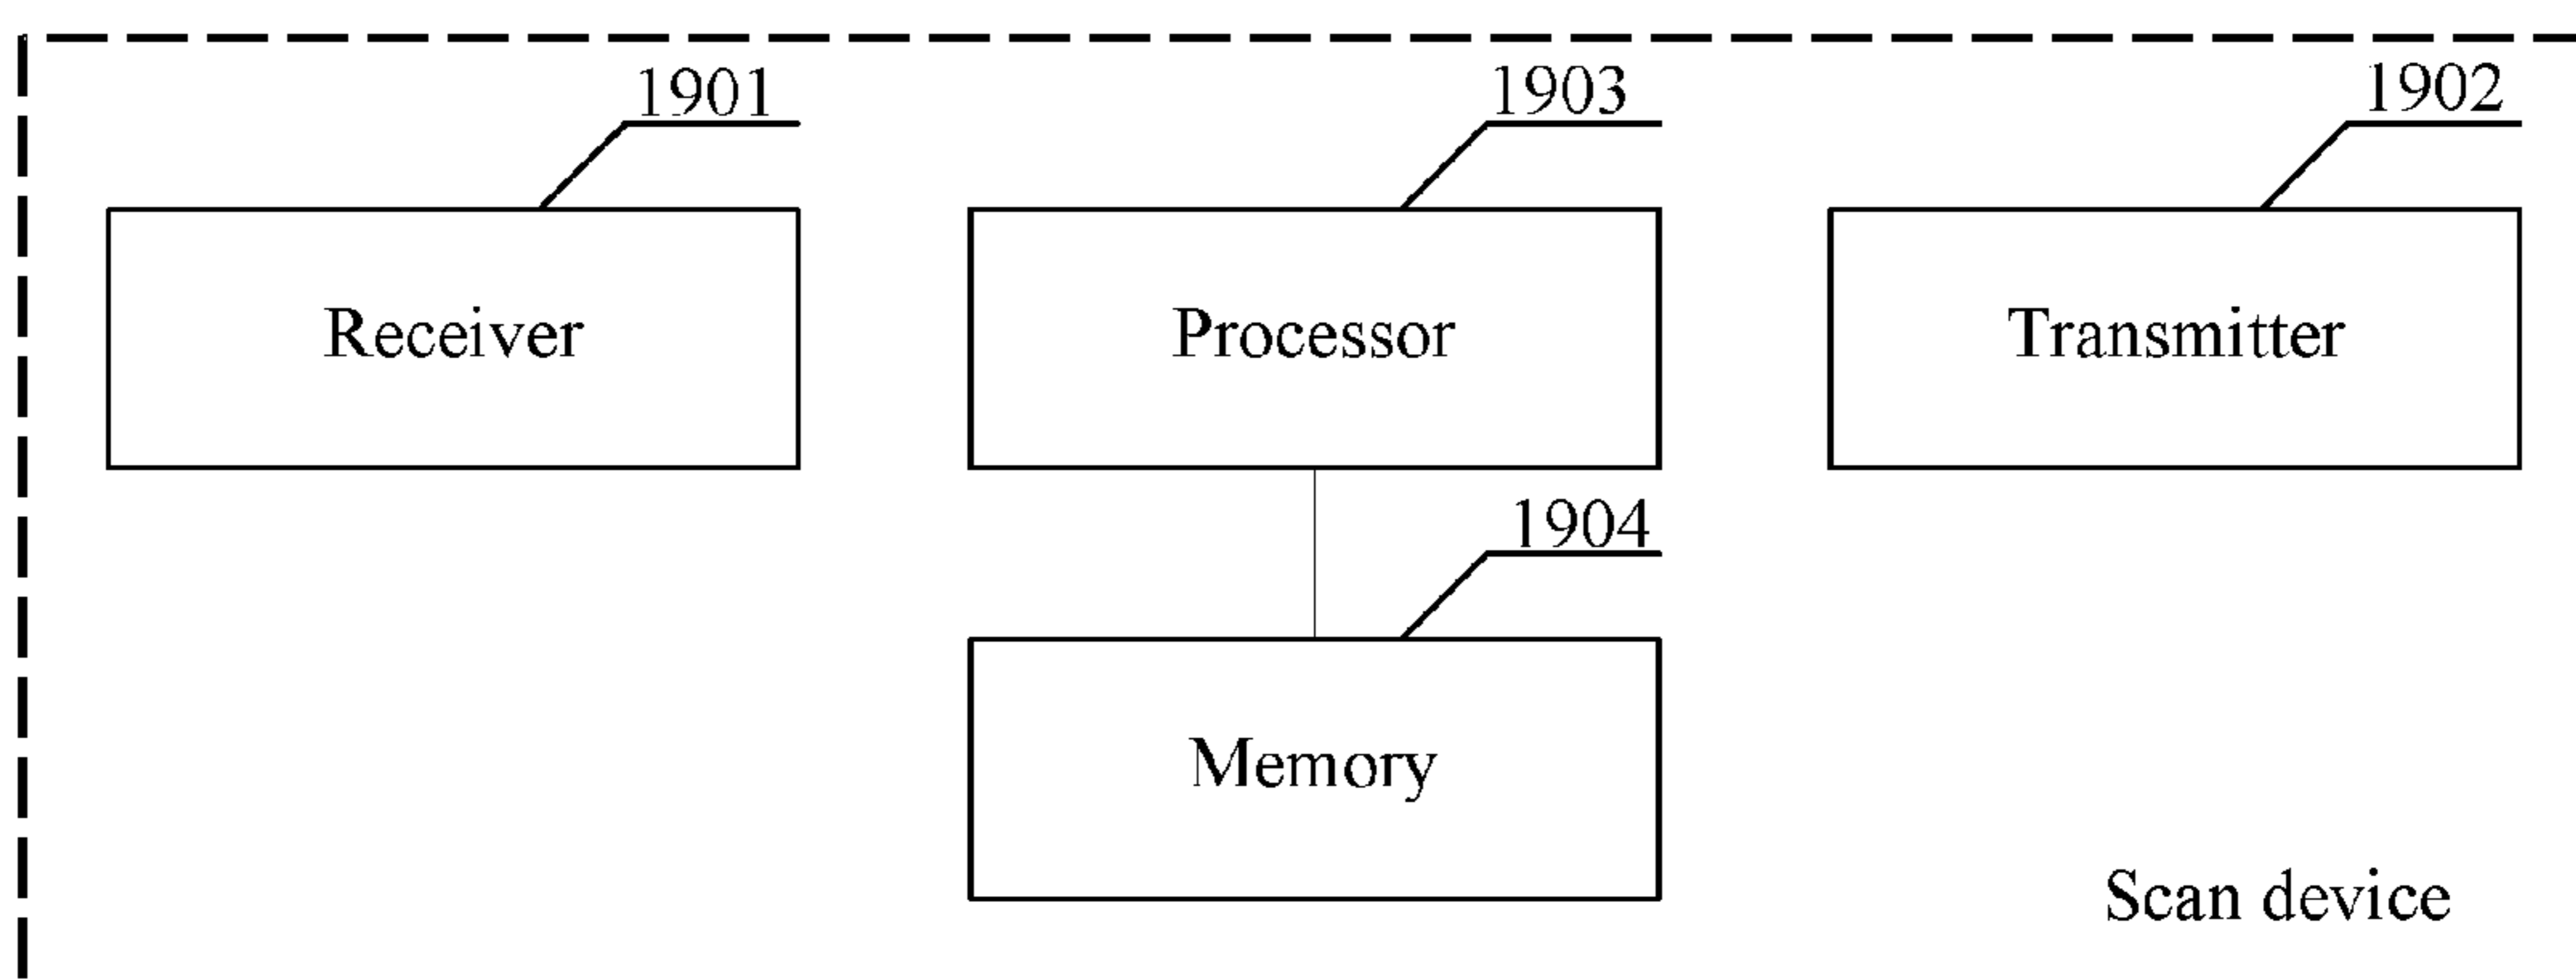 1901 1903 1902
Receiver Processor Transmitter
1904
Memory
Scan device